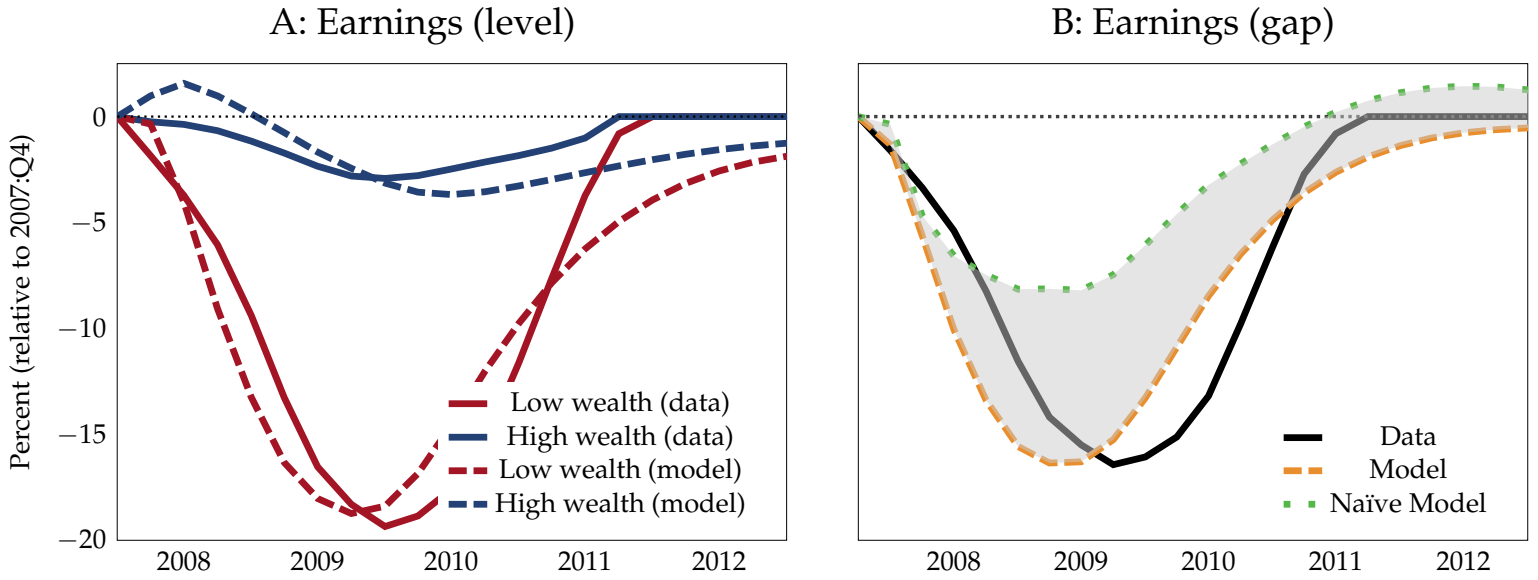 A: Earnings (level)
B: Earnings (gap)
Percent (relative to 2007:Q4)
0
−5
−10
−15
−20
Low wealth (data)
High wealth (data)
Low wealth (model)
High wealth (model)
Data
Model
Naïve Model
2008 2009 2010 2011 2012
2008 2009 2010 2011 2012